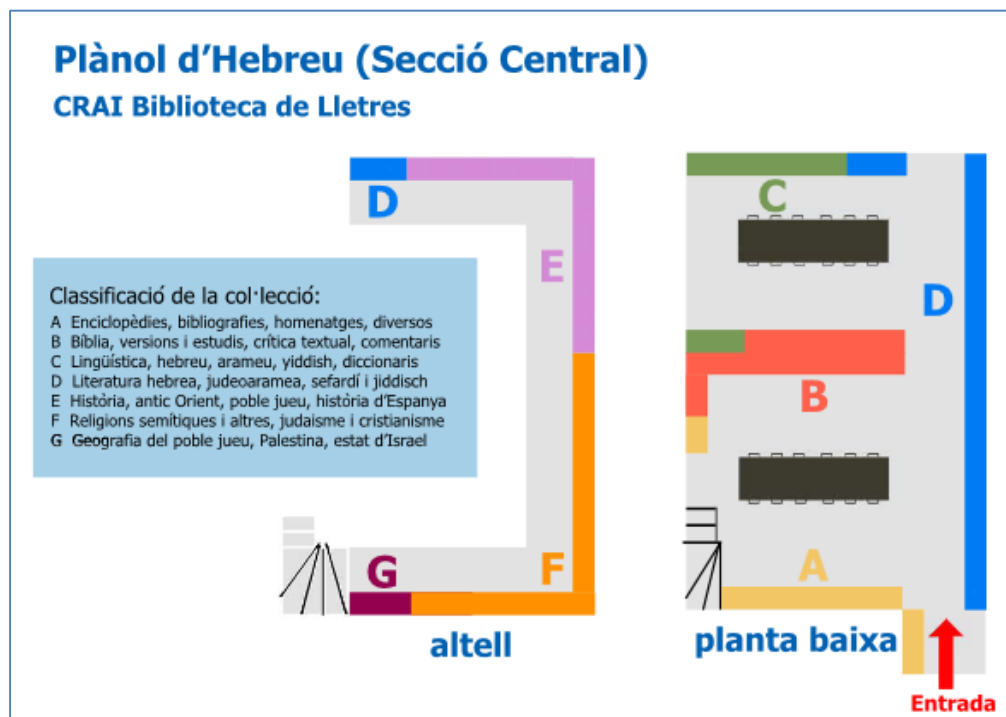 Plànol d’Hebreu (Secció Central)
CRAI Biblioteca de Lletres
D
E
Classificació de la col·lecció:
A Enciclopèdies, bibliografies, homenatges, diversos
B Bíblia, versions i estudis, crítica textual, comentaris
C Lingüística, hebreu, arameu, yiddish, diccionaris
D Literatura hebrea, judeoaramea, sefardí i jiddisch
E História, antic Orient, poble jueu, história d’Espanya
F Religions semítiques i altres, judaisme i cristianisme
G Geografia del poble jueu, Palestina, estat d’Israel
G
F
altell
C
D
B
A
planta baixa
Entrada